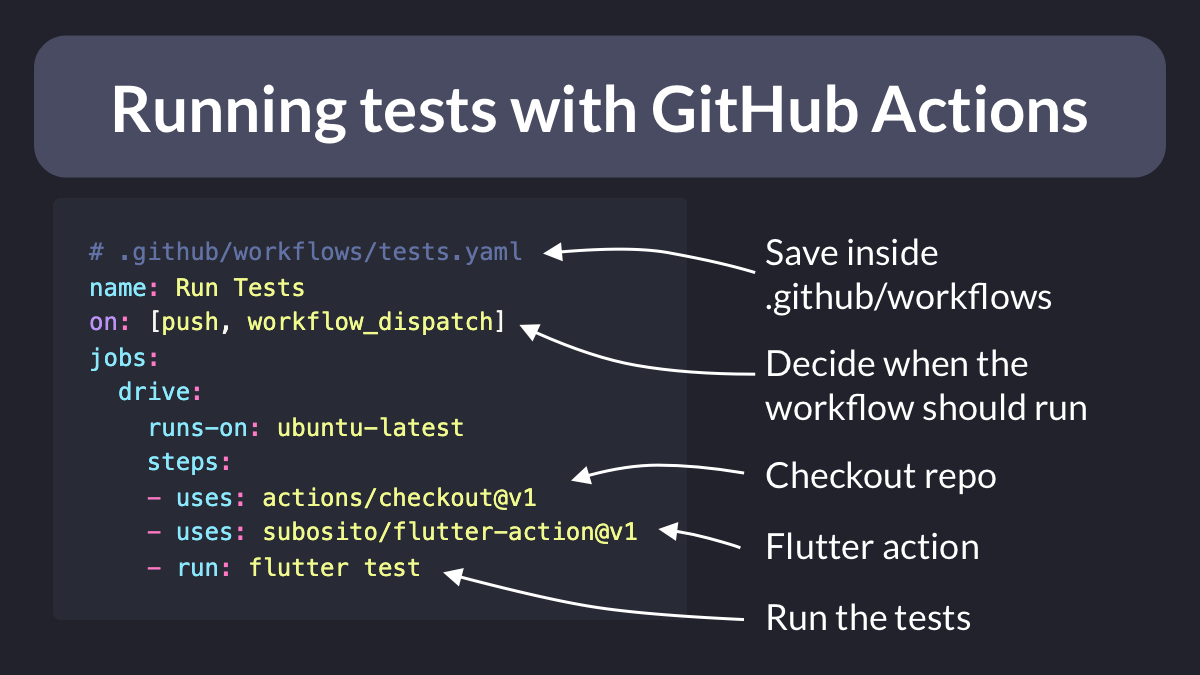 Running tests with GitHub Actions
# .github/workflows/tests.yaml
name: Run Tests
on: [push, workflow_dispatch]
jobs:
  drive:
    runs-on: ubuntu-latest
    steps:
    - uses: actions/checkout@v1
    - uses: subosito/flutter-action@v1
    - run: flutter test
Save inside
.github/workflows
Decide when the
workflow should run
Checkout repo
Flutter action
Run the tests